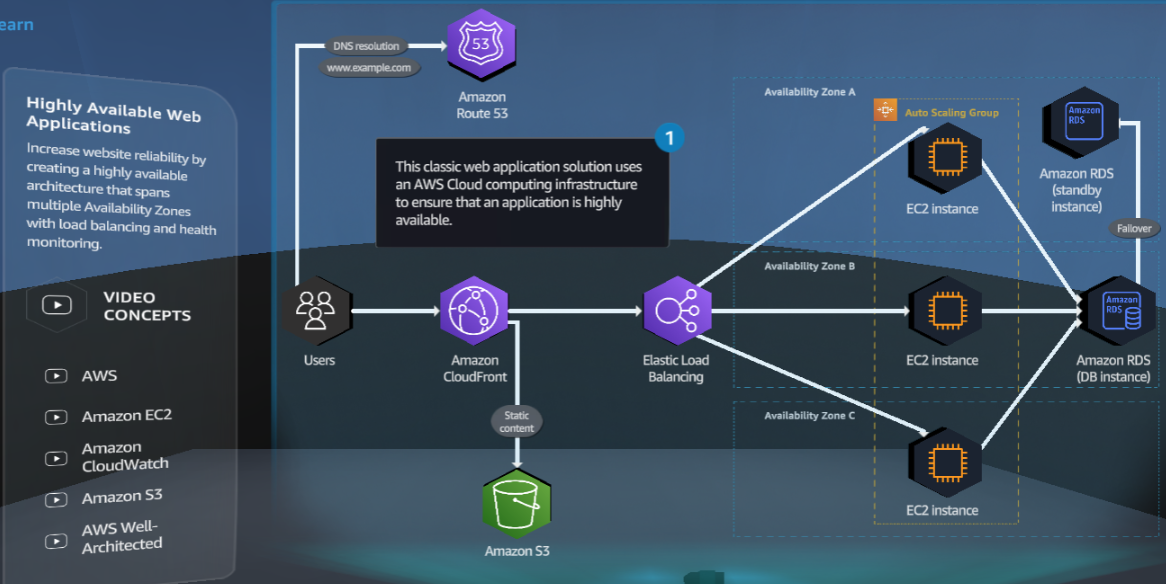 earn
Highly Available Web
Applications
Increase website reliability by
creating a highly available
architecture that spans
multiple Availability Zones
with load balancing and health
monitoring.
VIDEO
CONCEPTS
AWS
Amazon EC2
Amazon
CloudWatch
Amazon S3
AWS Well-
Architected
DNS resolution
www.example.com
53
Amazon
Route 53
1
This classic web application solution uses
an AWS Cloud computing infrastructure
to ensure that an application is highly
available.
Users
Amazon
CloudFront
Static
content
Amazon S3
Elastic Load
Balancing
Availability Zone A
Auto Scaling Group
EC2 instance
Amazon
RDS
Amazon RDS
(standby
instance)
Failover
Availability Zone B
EC2 instance
Amazon
RDS
Amazon RDS
(DB instance)
Availability Zone C
EC2 instance